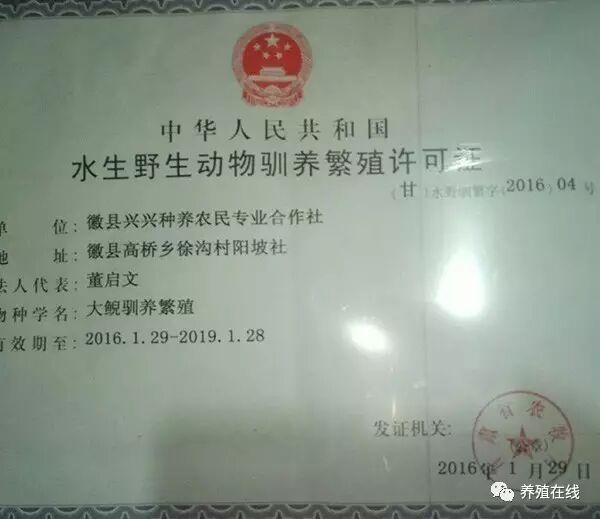 中华人民共和国
水生野生动物驯养繁殖许可证
(甘)水野驯繁字(2016)04号
单 位:徽县兴兴种养农民专业合作社
地 址:徽县高桥乡徐沟村阳坡社
法人代表:董启文
物种学名:大鲵驯养繁殖
有效期至:2016.1.29-2019.1.28
发证机关:
2016年1月29日
养殖在线